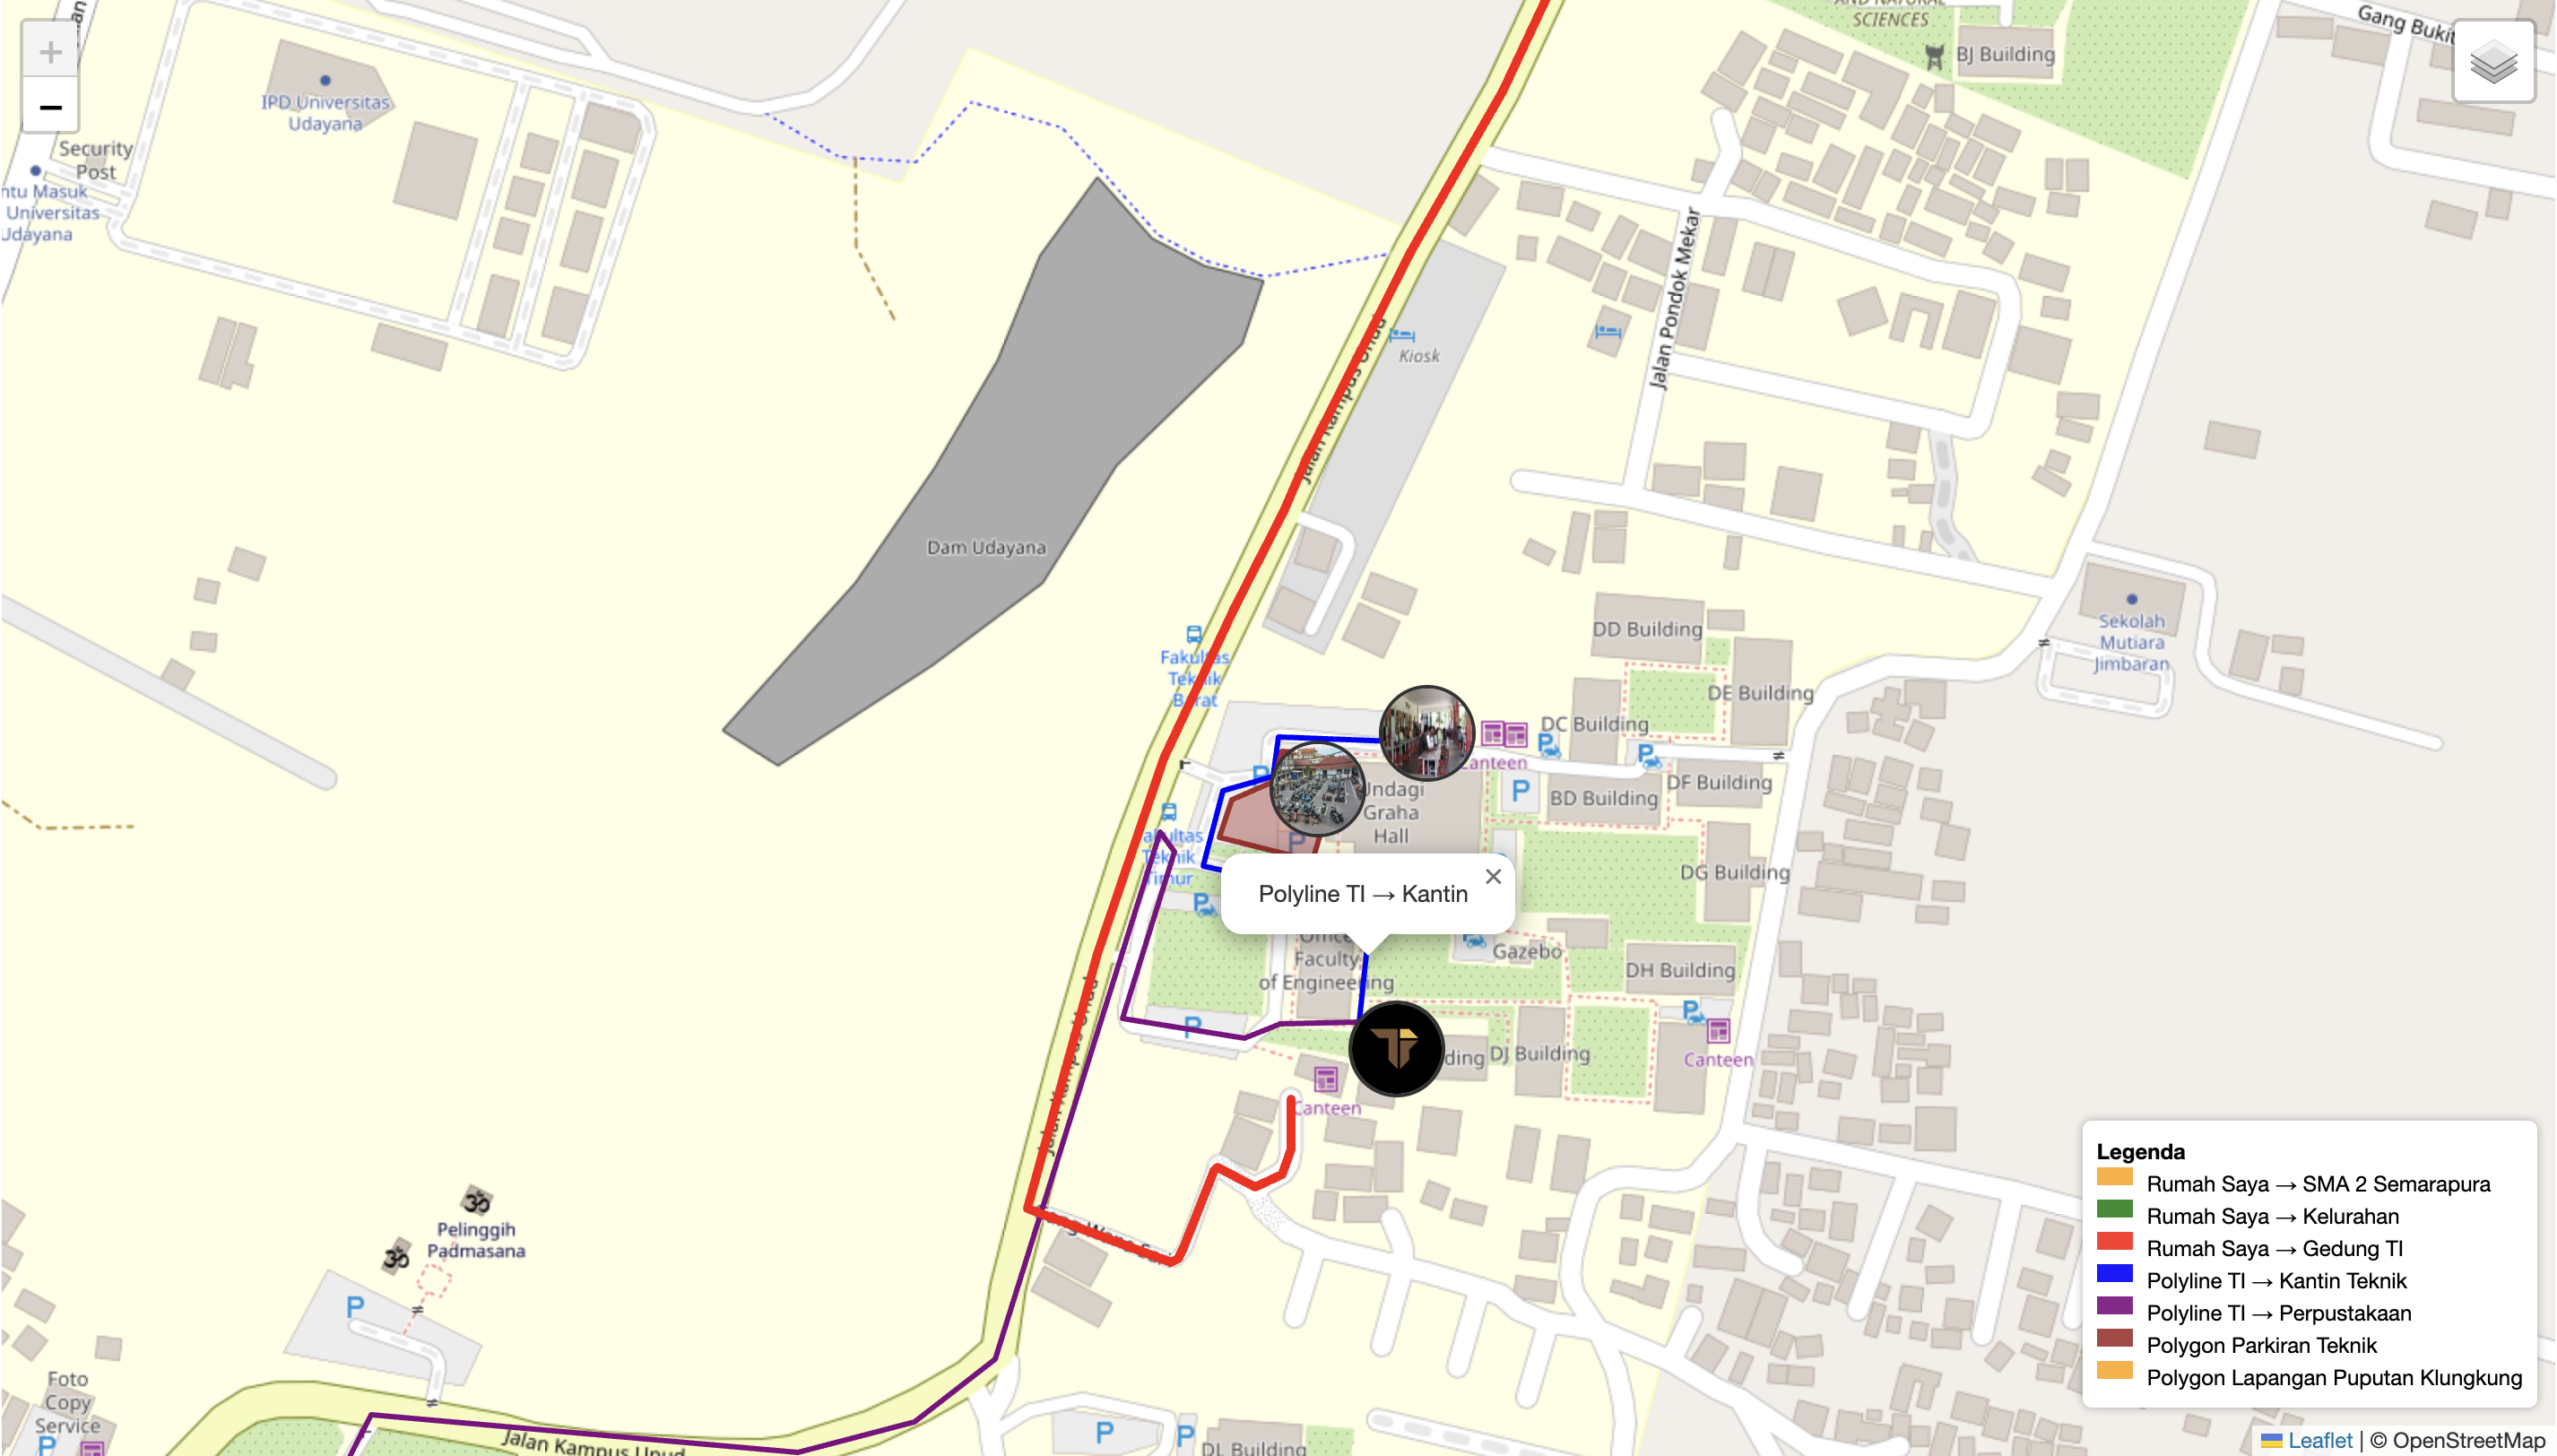 +
−
IPD Universitas
Udayana
Security
Post
ntu Masuk
Universitas
Udayana
AND NATURAL
SCIENCES
BJ Building
Gang Bukit
Jalan Pondok Mekar
Kiosk
Jalan Kampus Unud
Dam Udayana
Fakultas
Teknik
Barat
DD Building
DE Building
DC Building
Sekolah
Mutiara
Jimbaran
Canteen
P
Undagi
Graha
Hall
P
BD Building
DF Building
P
akultas
Teknik
Timur
DG Building
P
Polyline TI → Kantin
×
Office
Faculty
of Engineering
P
Gazebo
DH Building
P
P
P
Canteen
ding
DJ Building
Canteen
Jalan Kampus Unud
Pelinggih
Padmasana
P
Foto
Copy
Service
P
Jalan Kampus Unud
P
P
DL Building
Legenda
Rumah Saya → SMA 2 Semarapura
Rumah Saya → Kelurahan
Rumah Saya → Gedung TI
Polyline TI → Kantin Teknik
Polyline TI → Perpustakaan
Polygon Parkiran Teknik
Polygon Lapangan Puputan Klungkung
Leaflet | © OpenStreetMap